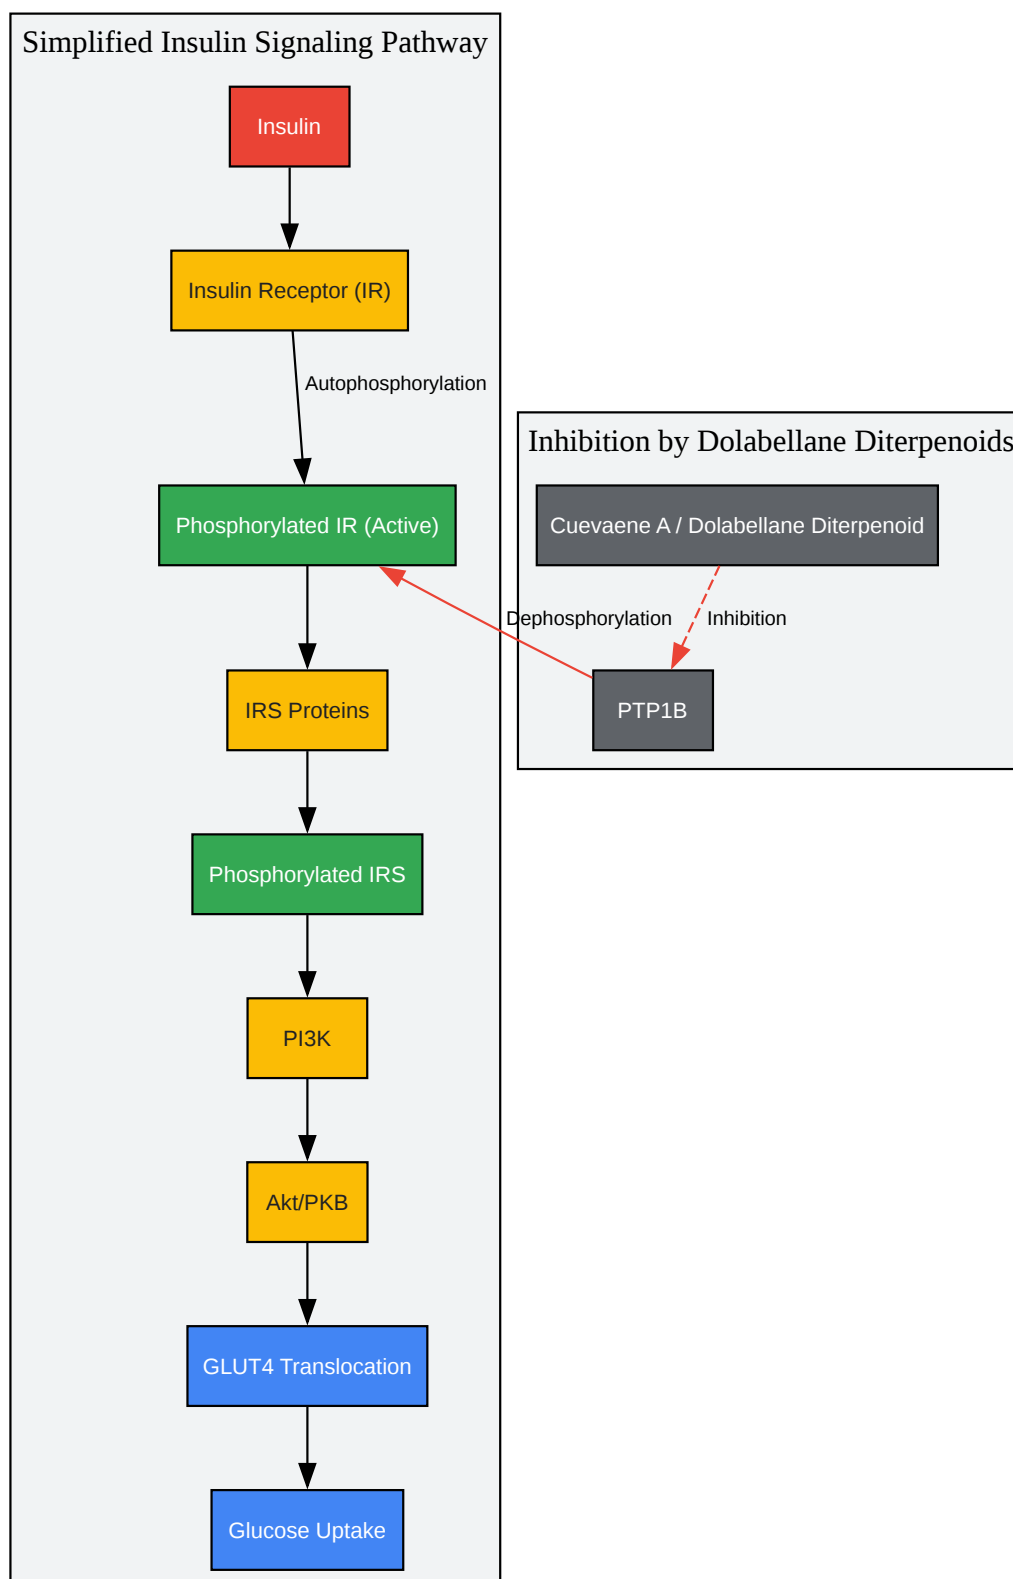 Simplified Insulin Signaling Pathway
Insulin
Insulin Receptor (IR)
Autophosphorylation
Phosphorylated IR (Active)
IRS Proteins
Phosphorylated IRS
PI3K
Akt/PKB
GLUT4 Translocation
Glucose Uptake
Inhibition by Dolabellane Diterpenoids
Cuevaene A / Dolabellane Diterpenoid
Dephosphorylation
Inhibition
PTP1B